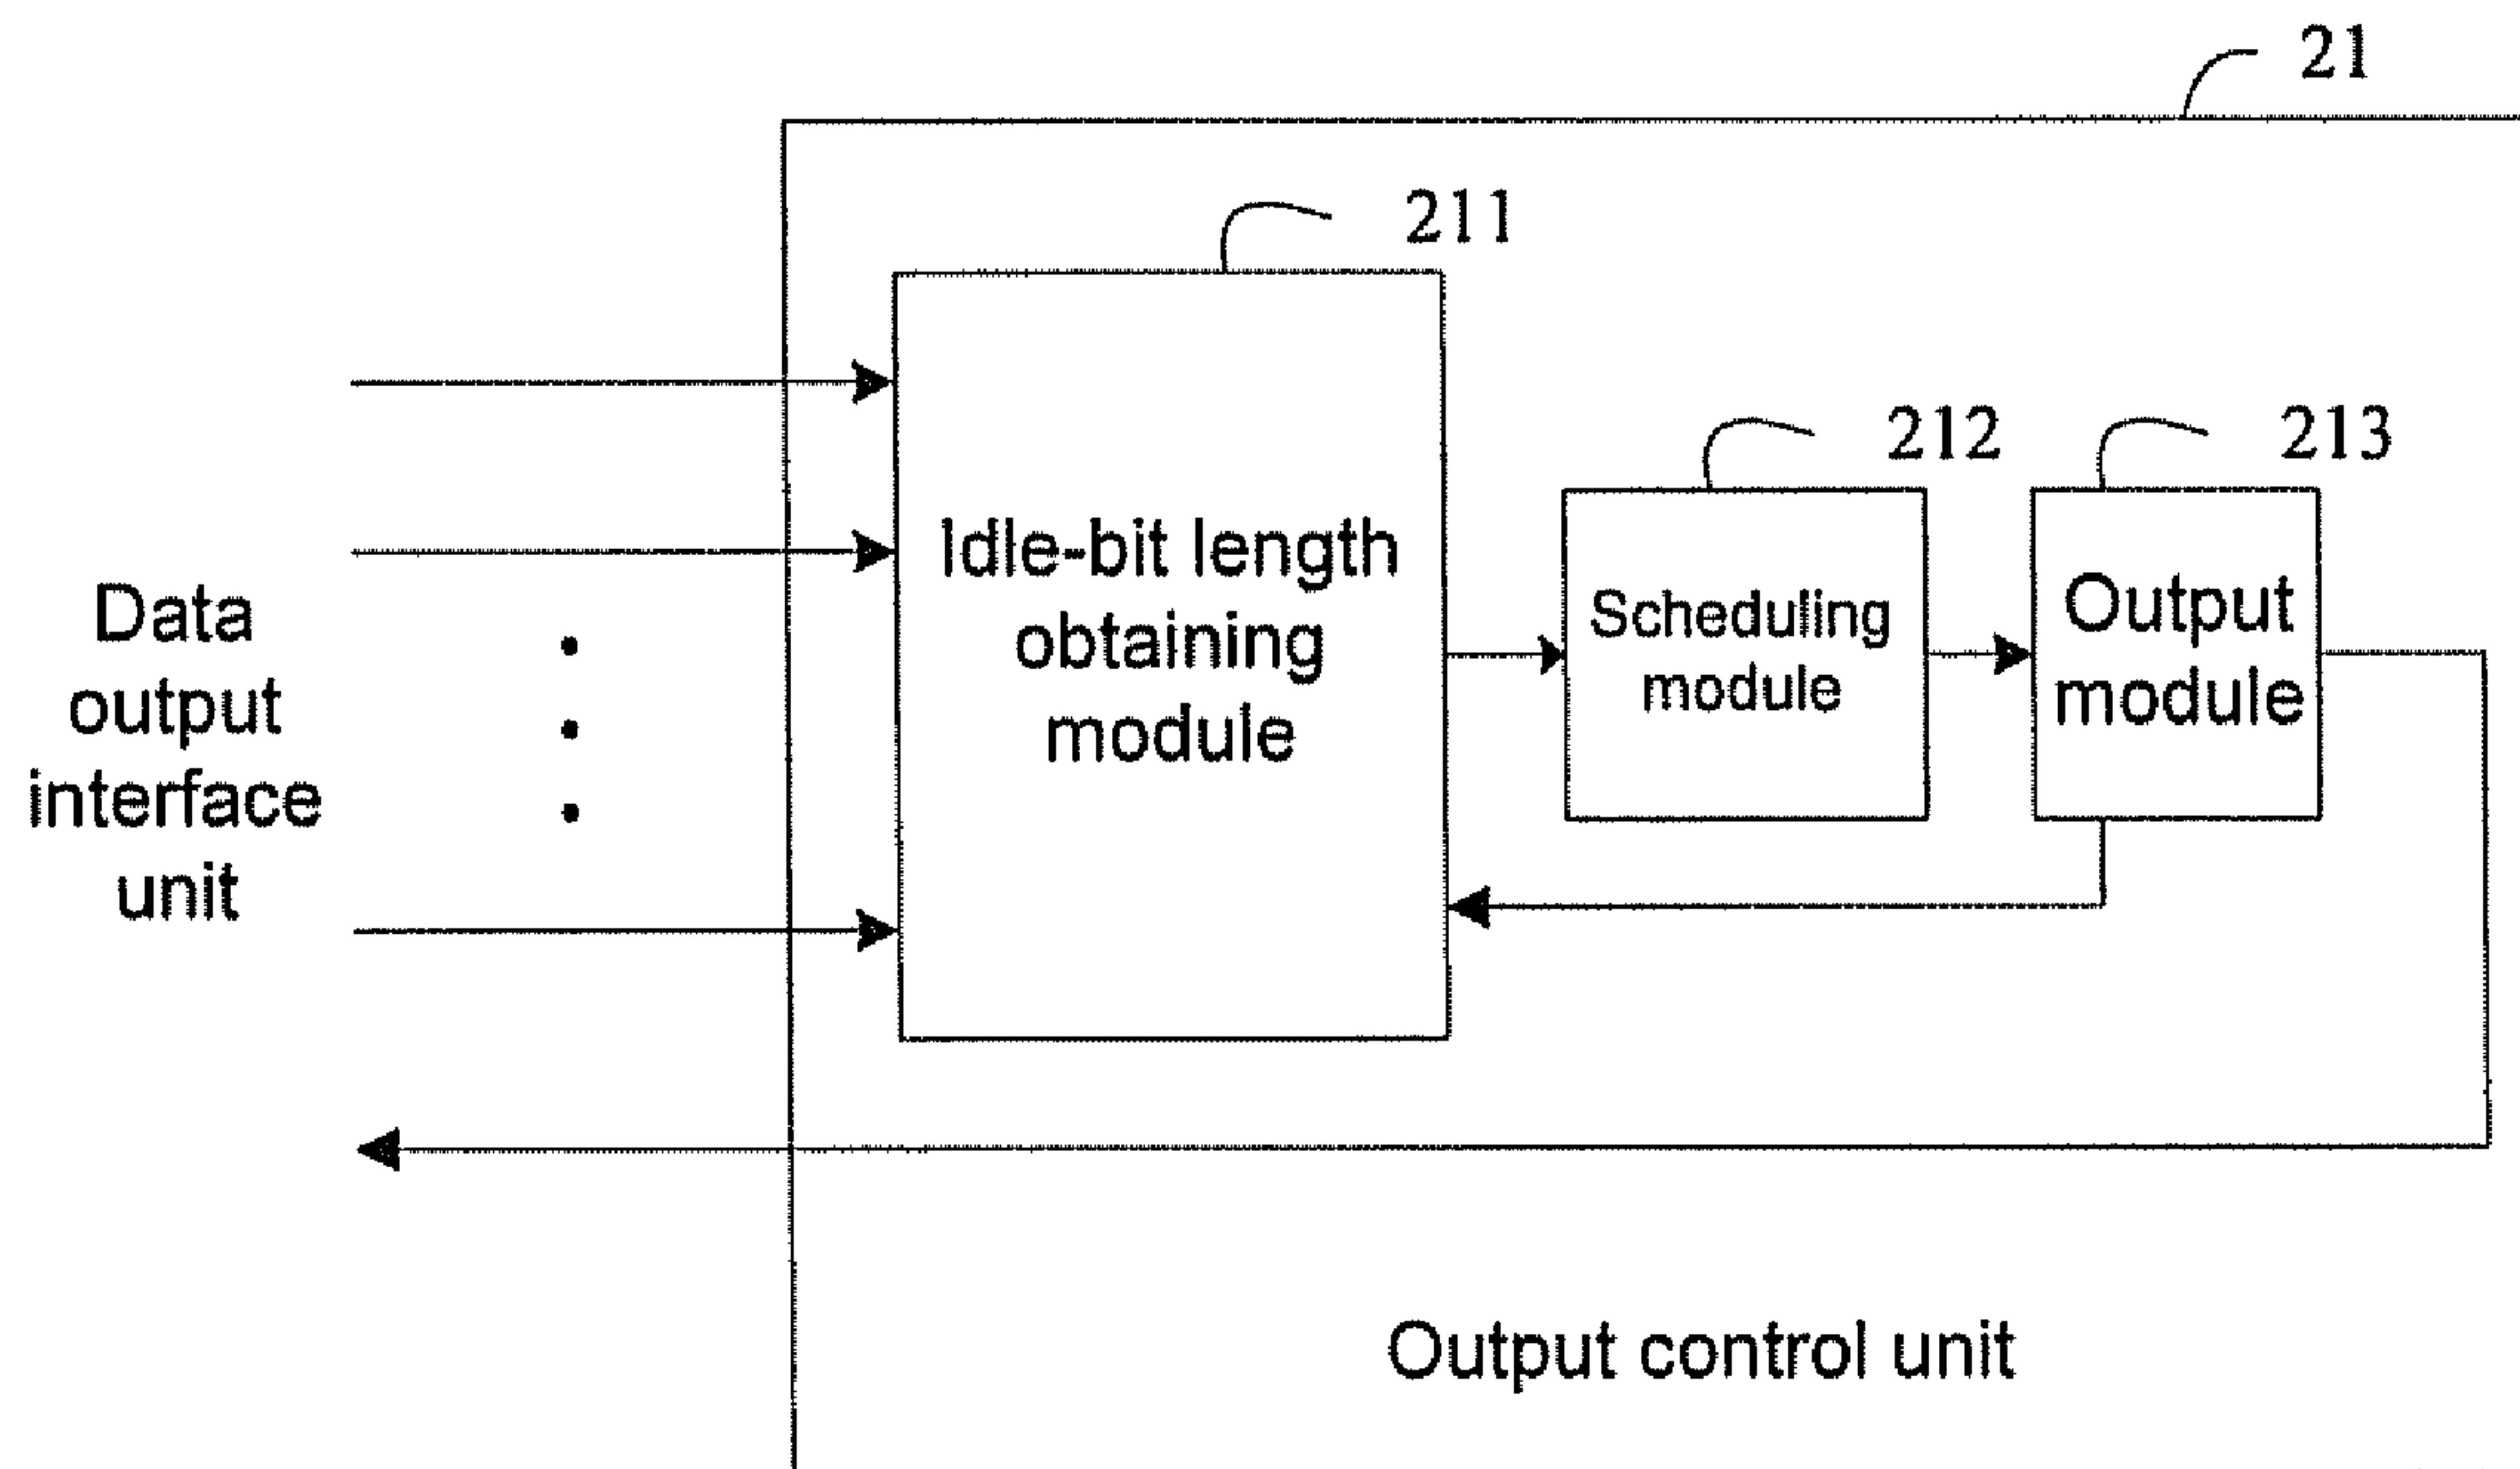 21
211
212
213
Data
output
interface
unit
Idle-bit length
obtaining
module
Scheduling
module
Output
module
Output control unit